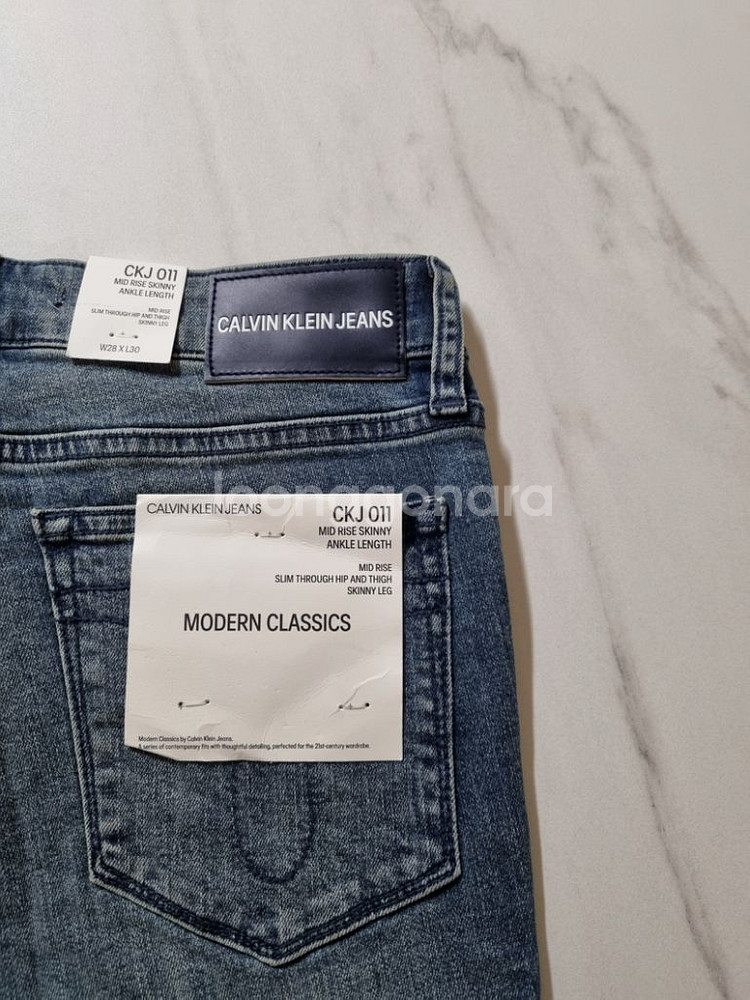 CKJ 011
MID RISE SKINNY
ANKLE LENGTH
MID RISE
SLIM THROUGH HIP AND THIGH
SKINNY LEG
W28 X L30
CALVIN KLEIN JEANS
CALVIN KLEIN JEANS
CKJ 011
MID RISE SKINNY
ANKLE LENGTH
MID RISE
SLIM THROUGH HIP AND THIGH
SKINNY LEG
MODERN CLASSICS
Modern Classics by Calvin Klein Jeans.
A series of contemporary fits with thoughtful detailing, perfected for the 21st-century wardrobe